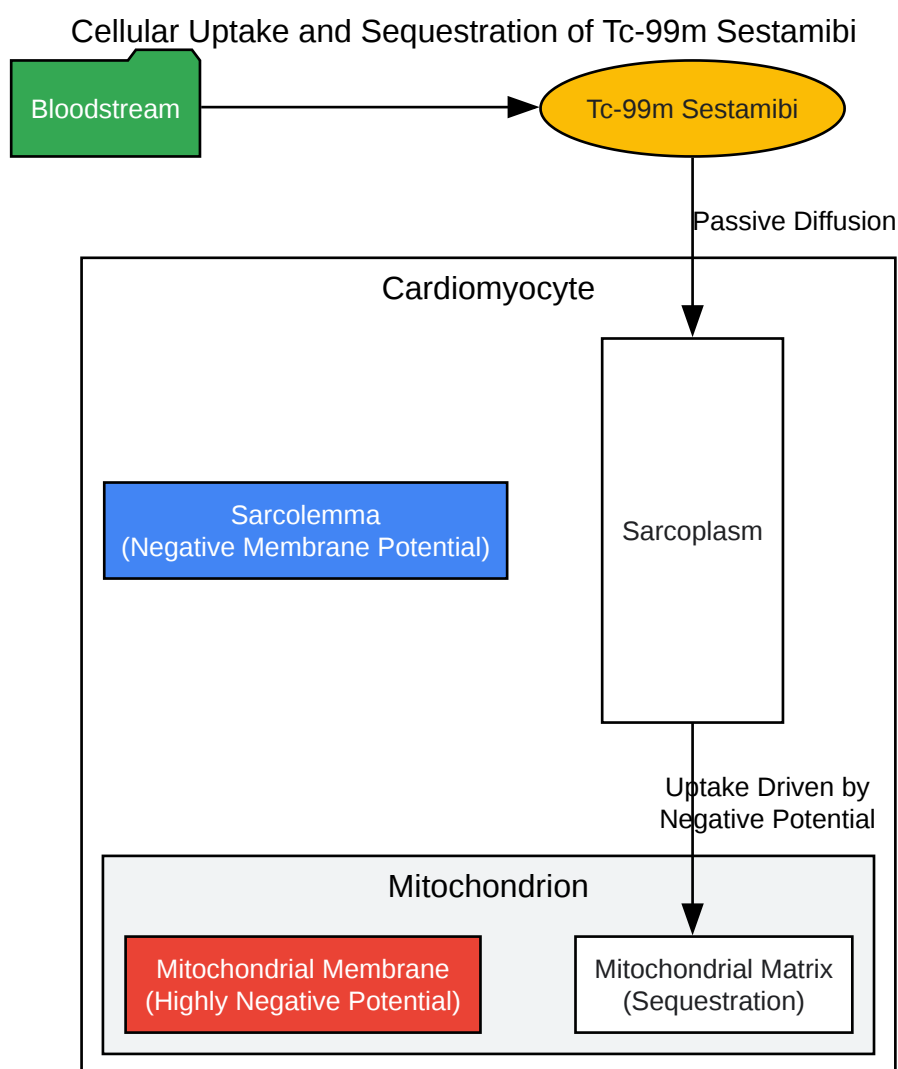 Cellular Uptake and Sequestration of Tc-99m Sestamibi
Bloodstream
Tc-99m Sestamibi
Passive Diffusion
Cardiomyocyte
Sarcolemma
(Negative Membrane Potential)
Sarcoplasm
Uptake Driven by
Negative Potential
Mitochondrion
Mitochondrial Membrane
(Highly Negative Potential)
Mitochondrial Matrix
(Sequestration)